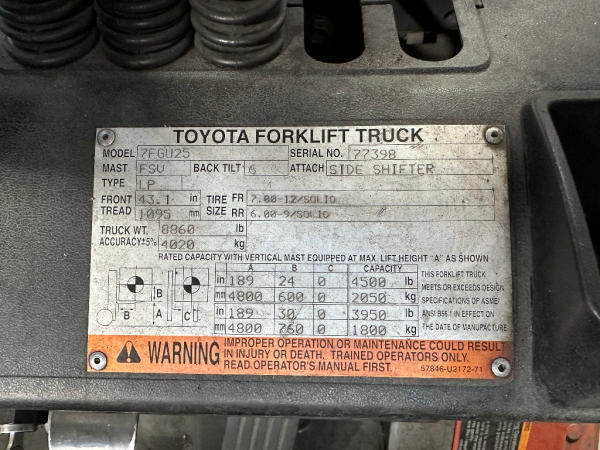 TOYOTA FORKLIFT TRUCK
MODEL 7FGU25 SERIAL NO. 77398
MAST FSV BACK TILT 6 ATTACH SIDE SHIFTER
TYPE LP
FRONT 43.1 in TIRE FR 7.00-12/SOLID
TREAD 1095 mm SIZE RR 6.00-9/SOLID
TRUCK WT. 8860 lb
ACCURACY±5% 4020 kg
RATED CAPACITY WITH VERTICAL MAST EQUIPPED AT MAX. LIFT HEIGHT "A" AS SHOWN
A B C CAPACITY
in 189 24 0 4500 lb
mm 4800 600 0 2050 kg
in 189 30 0 3950 lb
mm 4800 760 0 1800 kg
B A B C
THIS FORKLIFT TRUCK
MEETS OR EXCEEDS DESIGN
SPECIFICATIONS OF ASME/
ANSI B56.1 IN EFFECT ON
THE DATE OF MANUFACTURE
WARNING IMPROPER OPERATION OR MAINTENANCE COULD RESULT
IN INJURY OR DEATH. TRAINED OPERATORS ONLY.
READ OPERATOR'S MANUAL FIRST.
57846-U2172-71